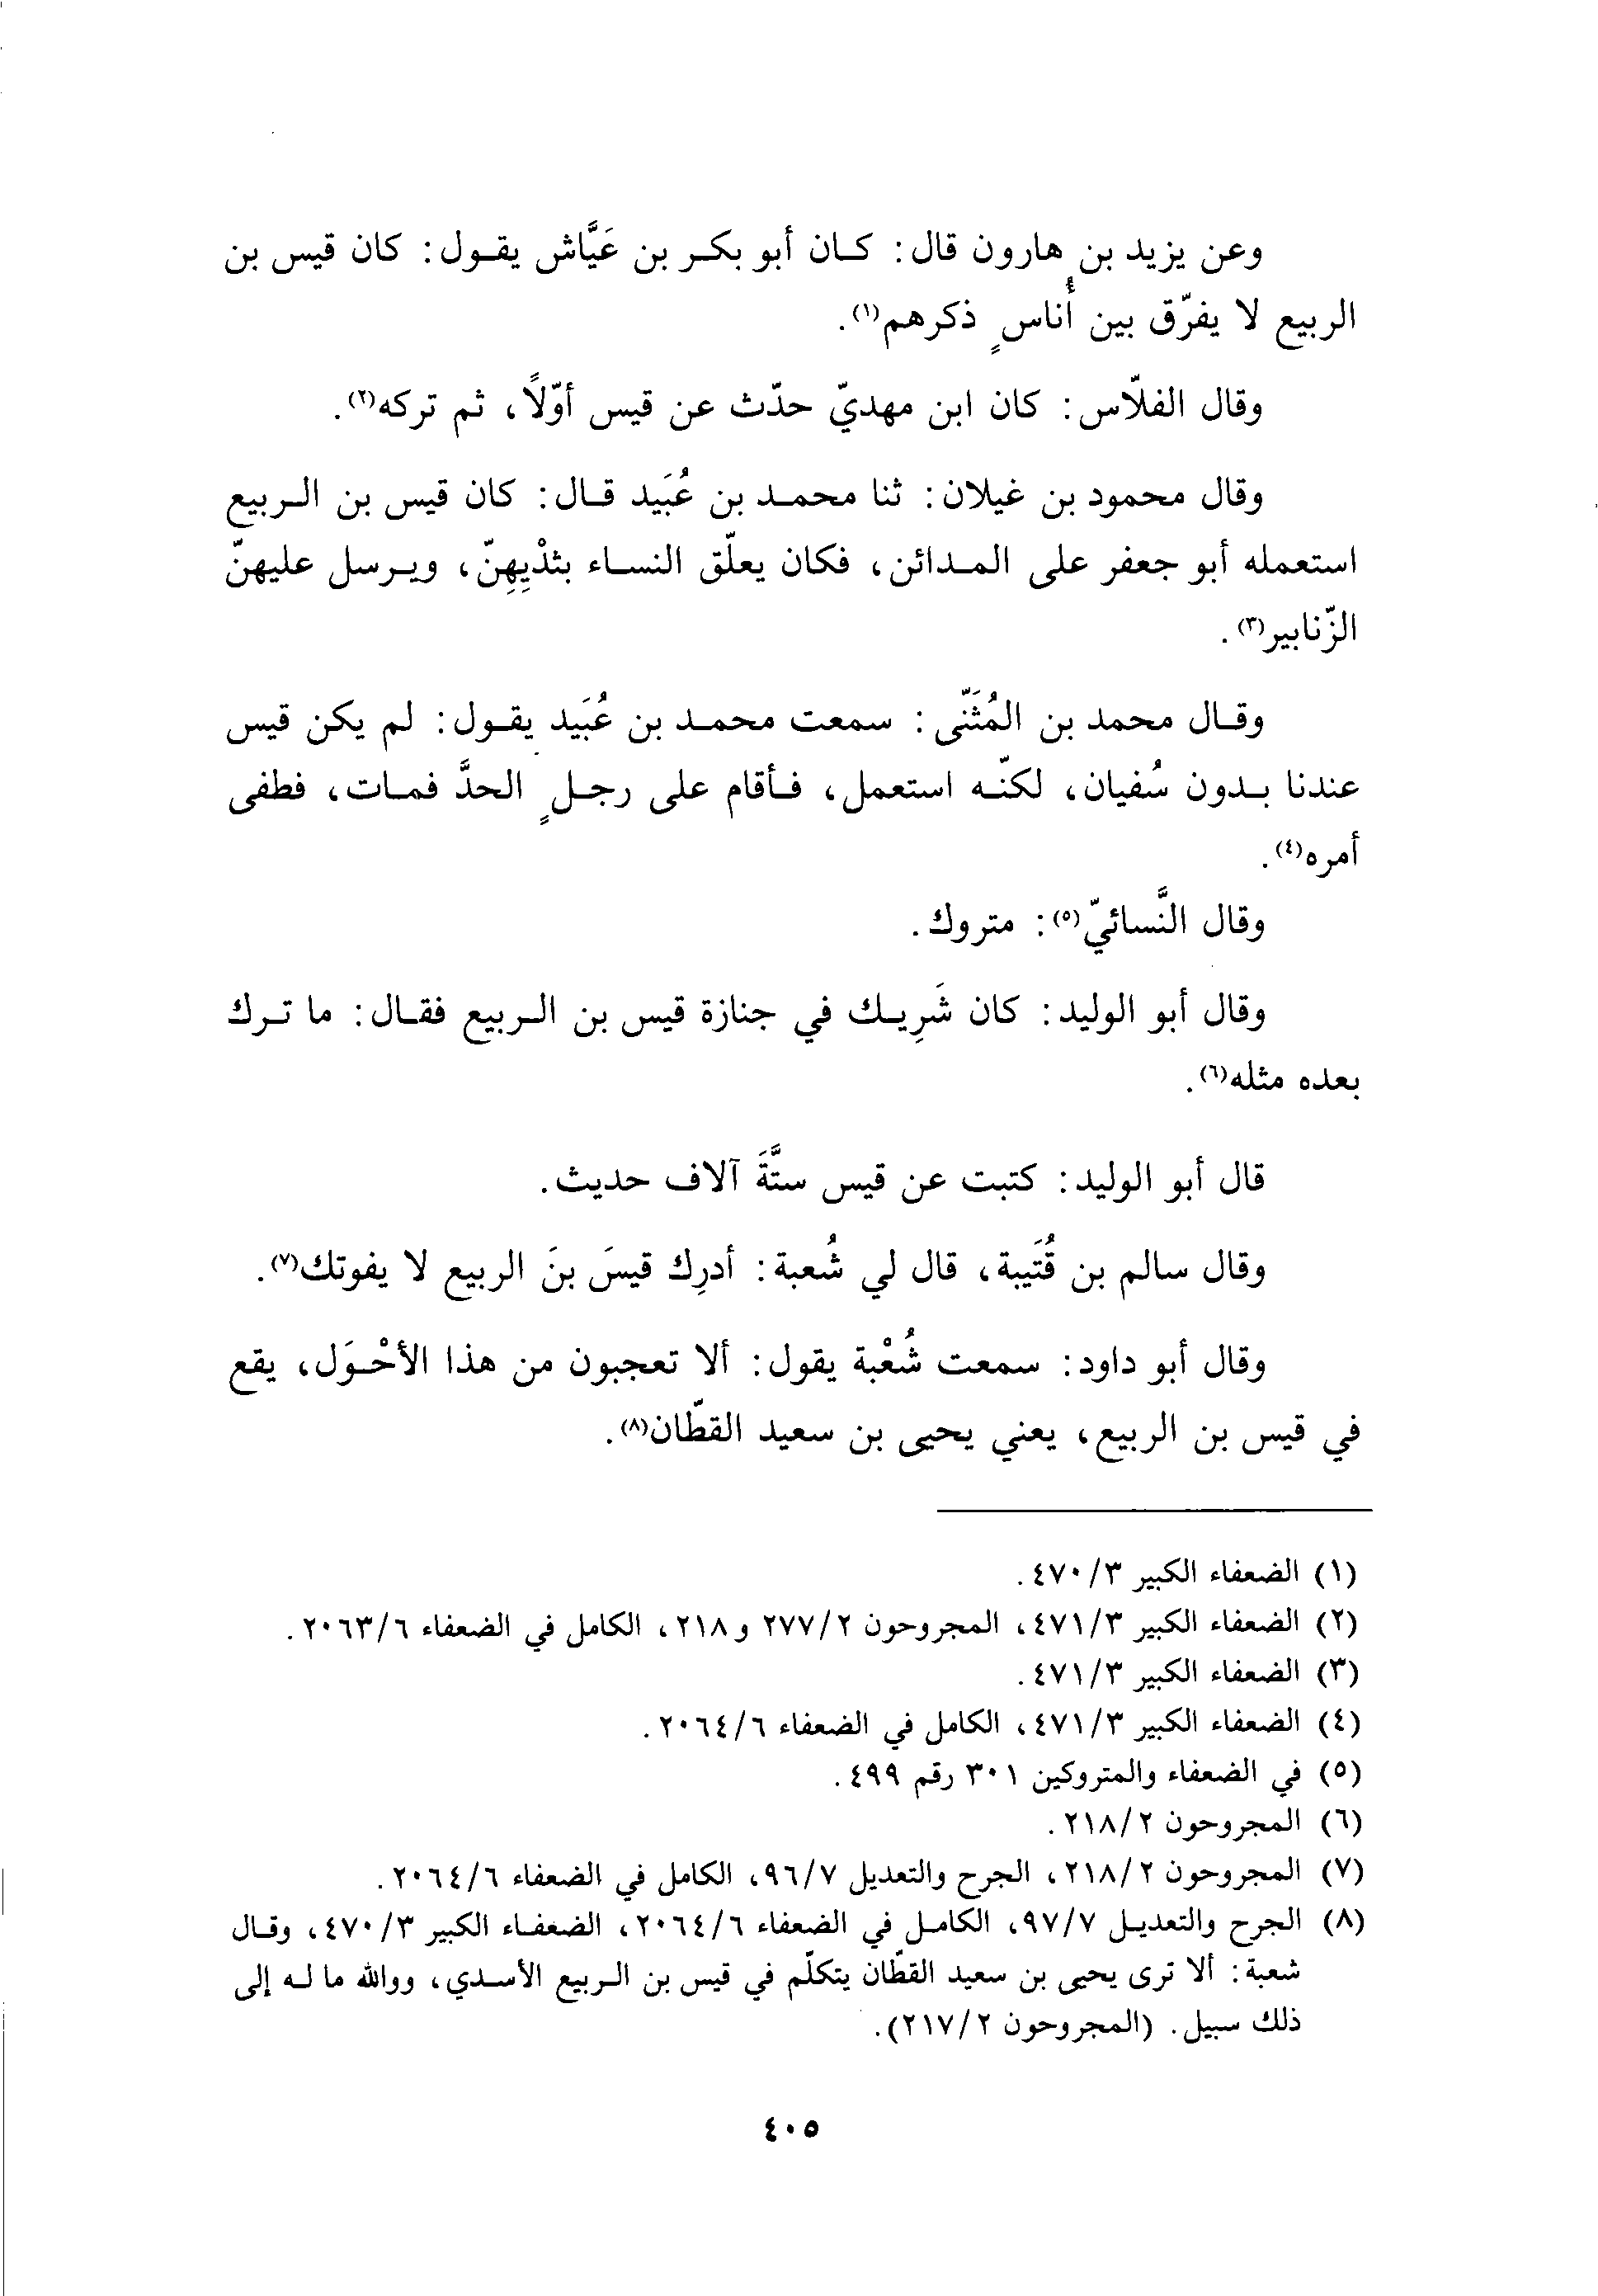 وعن يزيد بن هارون قال: كان أبو بكر بن عَيَّاش يقول: كان قيس بن
الربيع لا يفرّق بين أُناسٍ ذكرهم(١).
وقال الفلّاس: كان ابن مهديّ حدّث عن قيس أوّلاً، ثم تركه(٢).
وقال محمود بن غيلان: ثنا محمد بن عُبَيد قال: كان قيس بن الربيع
استعمله أبو جعفر على المدائن، فكان يعلّق النساء بثدْيِهِنّ، ويرسل عليهنّ
الزّنابير(٣).
وقال محمد بن المُثَنّى: سمعت محمد بن عُبَيد يقول: لم يكن قيس
عندنا بدون سُفيان، لكنّه استعمل، فأقام على رجلٍ الحدَّ فمات، فطفى
أمره(٤).
وقال النَّسائيّ(٥): متروك.
وقال أبو الوليد: كان شَرِيك في جنازة قيس بن الربيع فقال: ما ترك
بعده مثله(٦).
قال أبو الوليد: كتبت عن قيس ستَّةَ آلاف حديث.
وقال سالم بن قُتَيبة، قال لي شُعبة: أدرِك قيسَ بنَ الربيع لا يفوتك(٧).
وقال أبو داود: سمعت شُعْبة يقول: ألا تعجبون من هذا الأحْوَل، يقع
في قيس بن الربيع، يعني يحيى بن سعيد القطّان(٨).
(١) الضعفاء الكبير ٤٧٠/٣.
(٢) الضعفاء الكبير ٤٧١/٣، المجروحون ٢٧٧/٢ و٢١٨، الكامل في الضعفاء ٢٠٦٣/٦.
(٣) الضعفاء الكبير ٤٧١/٣.
(٤) الضعفاء الكبير ٤٧١/٣، الكامل في الضعفاء ٢٠٦٤/٦.
(٥) في الضعفاء والمتروكين ٣٠١ رقم ٤٩٩.
(٦) المجروحون ٢١٨/٢.
(٧) المجروحون ٢١٨/٢، الجرح والتعديل ٩٦/٧، الكامل في الضعفاء ٢٠٦٤/٦.
(٨) الجرح والتعديل ٩٧/٧، الكامل في الضعفاء ٢٠٦٤/٦، الضعفاء الكبير ٤٧٠/٣، وقال
شعبة: ألا ترى يحيى بن سعيد القطّان يتكلّم في قيس بن الربيع الأسدي، ووالله ما له إلى
ذلك سبيل. (المجروحون ٢١٧/٢).
٤٠٥